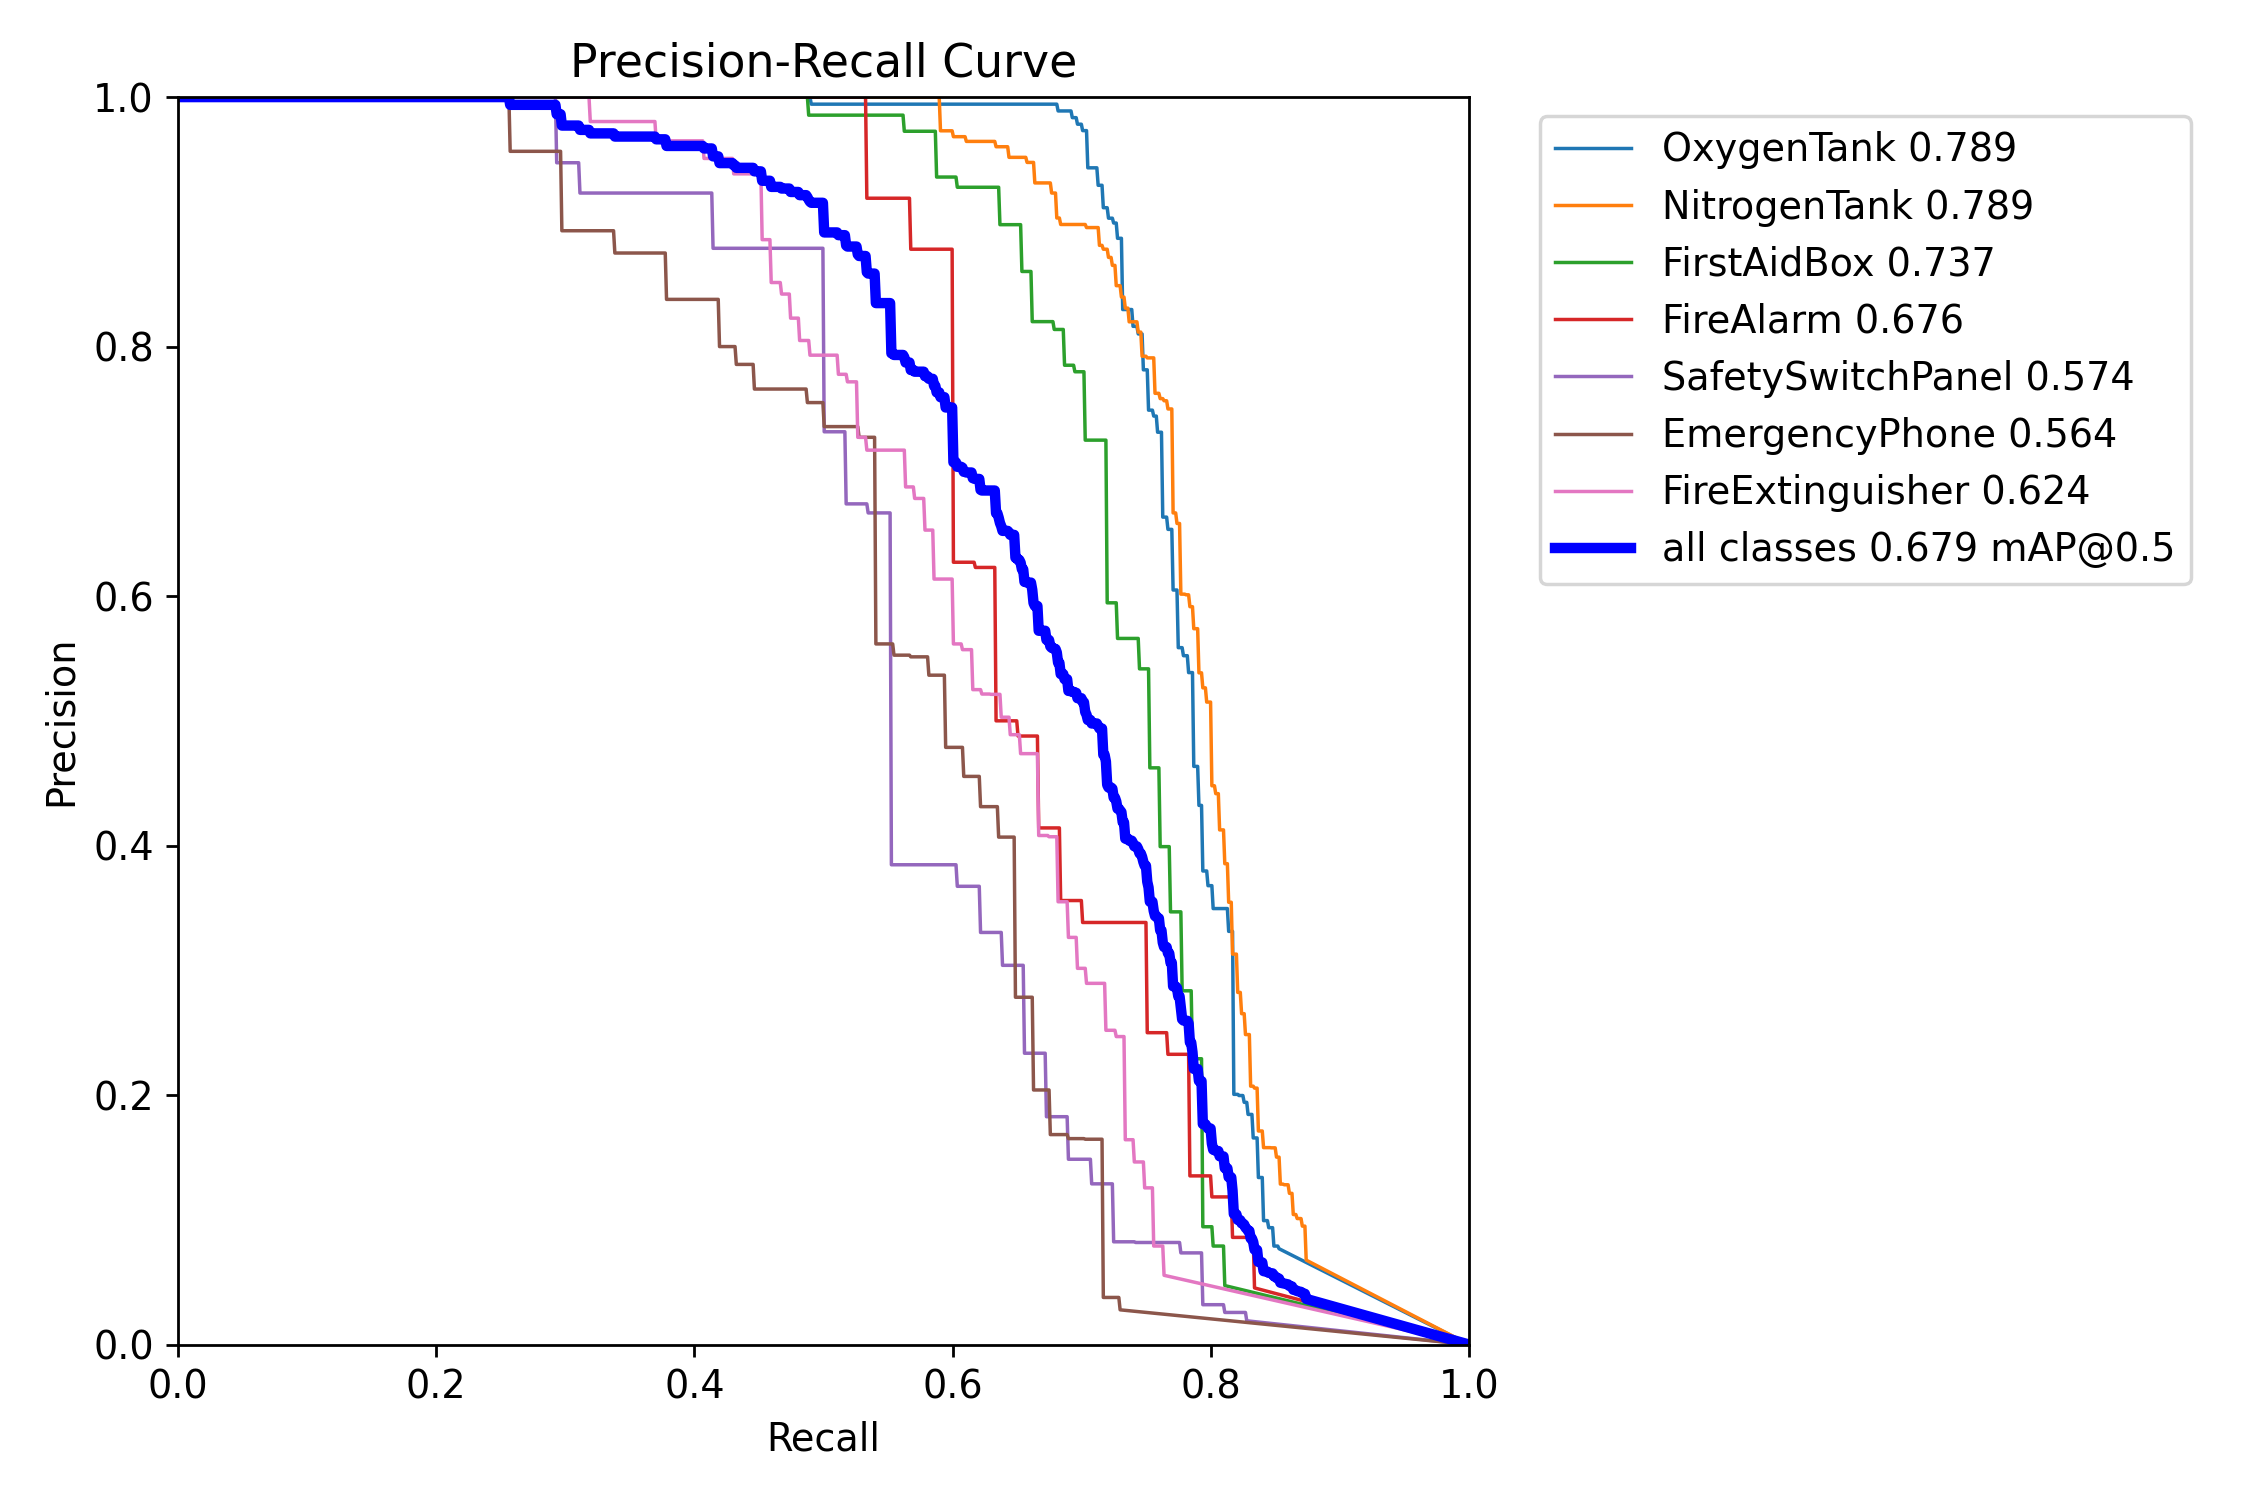 Precision-Recall Curve
1.0
0.8
0.6
0.4
0.2
0.0
Precision
0.0 0.2 0.4 0.6 0.8 1.0
Recall
OxygenTank 0.789
NitrogenTank 0.789
FirstAidBox 0.737
FireAlarm 0.676
SafetySwitchPanel 0.574
EmergencyPhone 0.564
FireExtinguisher 0.624
all classes 0.679 mAP@0.5